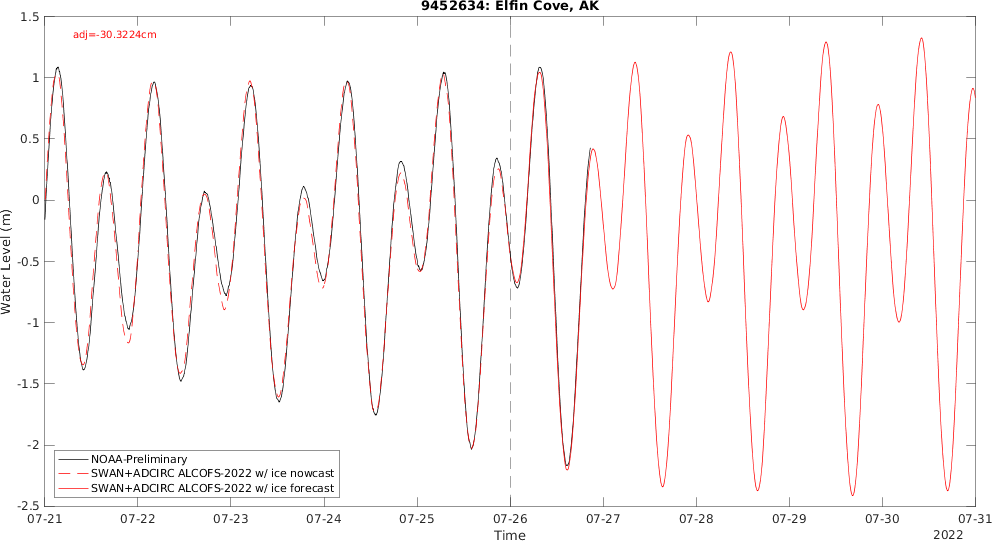 9452634: Elfin Cove, AK
adj=-30.3224cm
Water Level (m)
1.5
1
0.5
0
-0.5
-1
-1.5
-2
-2.5
NOAA-Preliminary
SWAN+ADCIRC ALCOFS-2022 w/ ice nowcast
SWAN+ADCIRC ALCOFS-2022 w/ ice forecast
07-21 07-22 07-23 07-24 07-25 07-26 07-27 07-28 07-29 07-30 07-31
Time
2022